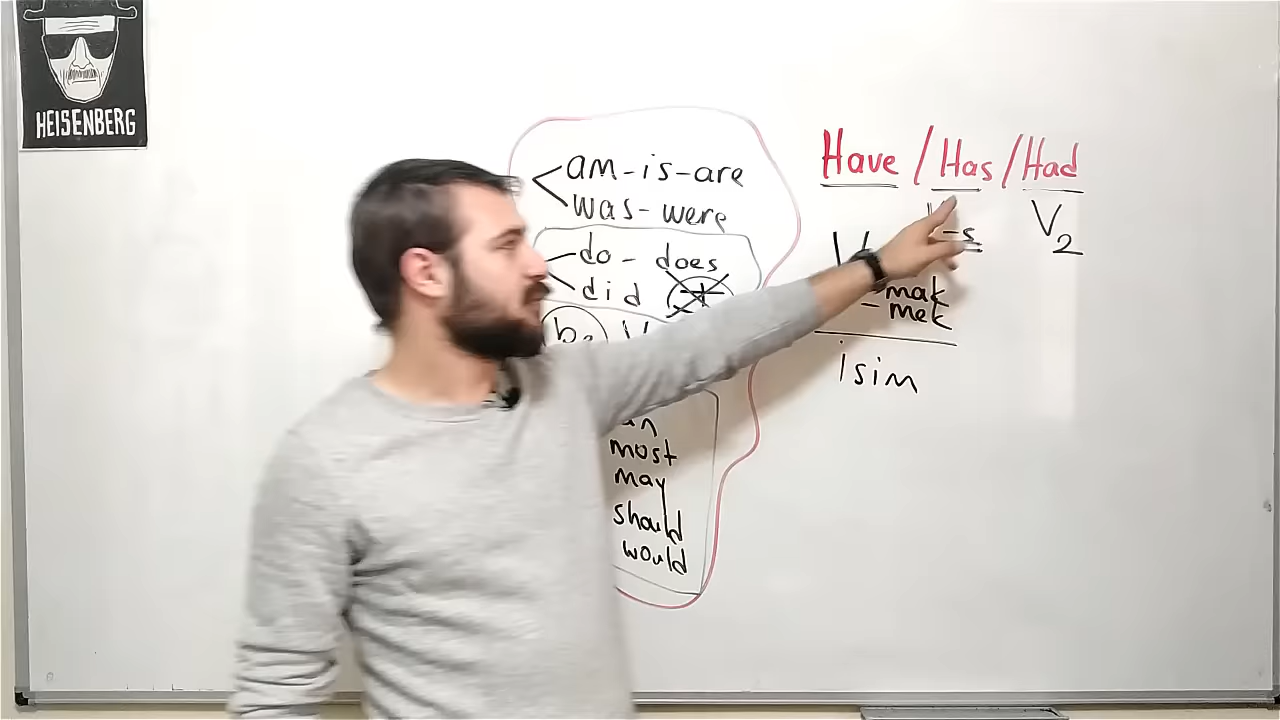 HEISENBERG
am-is-are
was-were
do - does
did +
be V
most
may
should
would
Have / Has / Had
-s
V2
-mak
- mek
isim